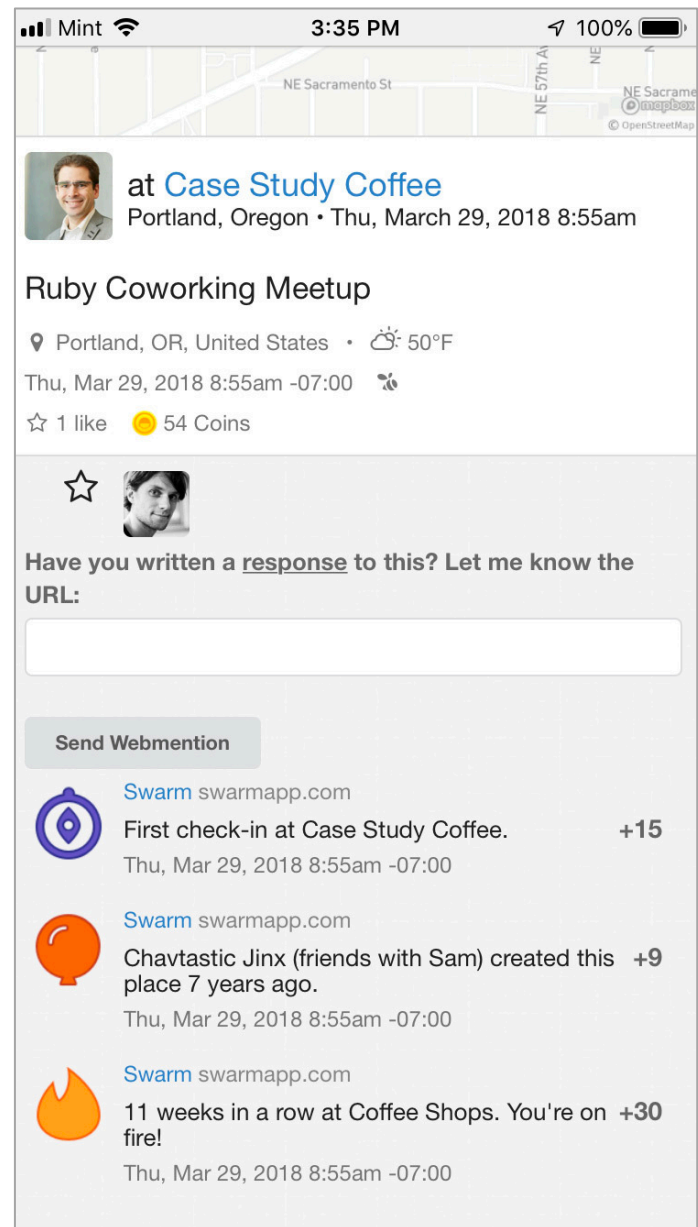 Mint 3:35 PM 100%
NE Sacramento St
NE 57th Av
NE
NE Sacrame
mapbox
© OpenStreetMap
at Case Study Coffee
Portland, Oregon • Thu, March 29, 2018 8:55am
Ruby Coworking Meetup
Portland, OR, United States • 50°F
Thu, Mar 29, 2018 8:55am -07:00
1 like 54 Coins
Have you written a response to this? Let me know the
URL:
Send Webmention
Swarm swarmapp.com
First check-in at Case Study Coffee. +15
Thu, Mar 29, 2018 8:55am -07:00
Swarm swarmapp.com
Chavtastic Jinx (friends with Sam) created this +9
place 7 years ago.
Thu, Mar 29, 2018 8:55am -07:00
Swarm swarmapp.com
11 weeks in a row at Coffee Shops. You're on +30
fire!
Thu, Mar 29, 2018 8:55am -07:00